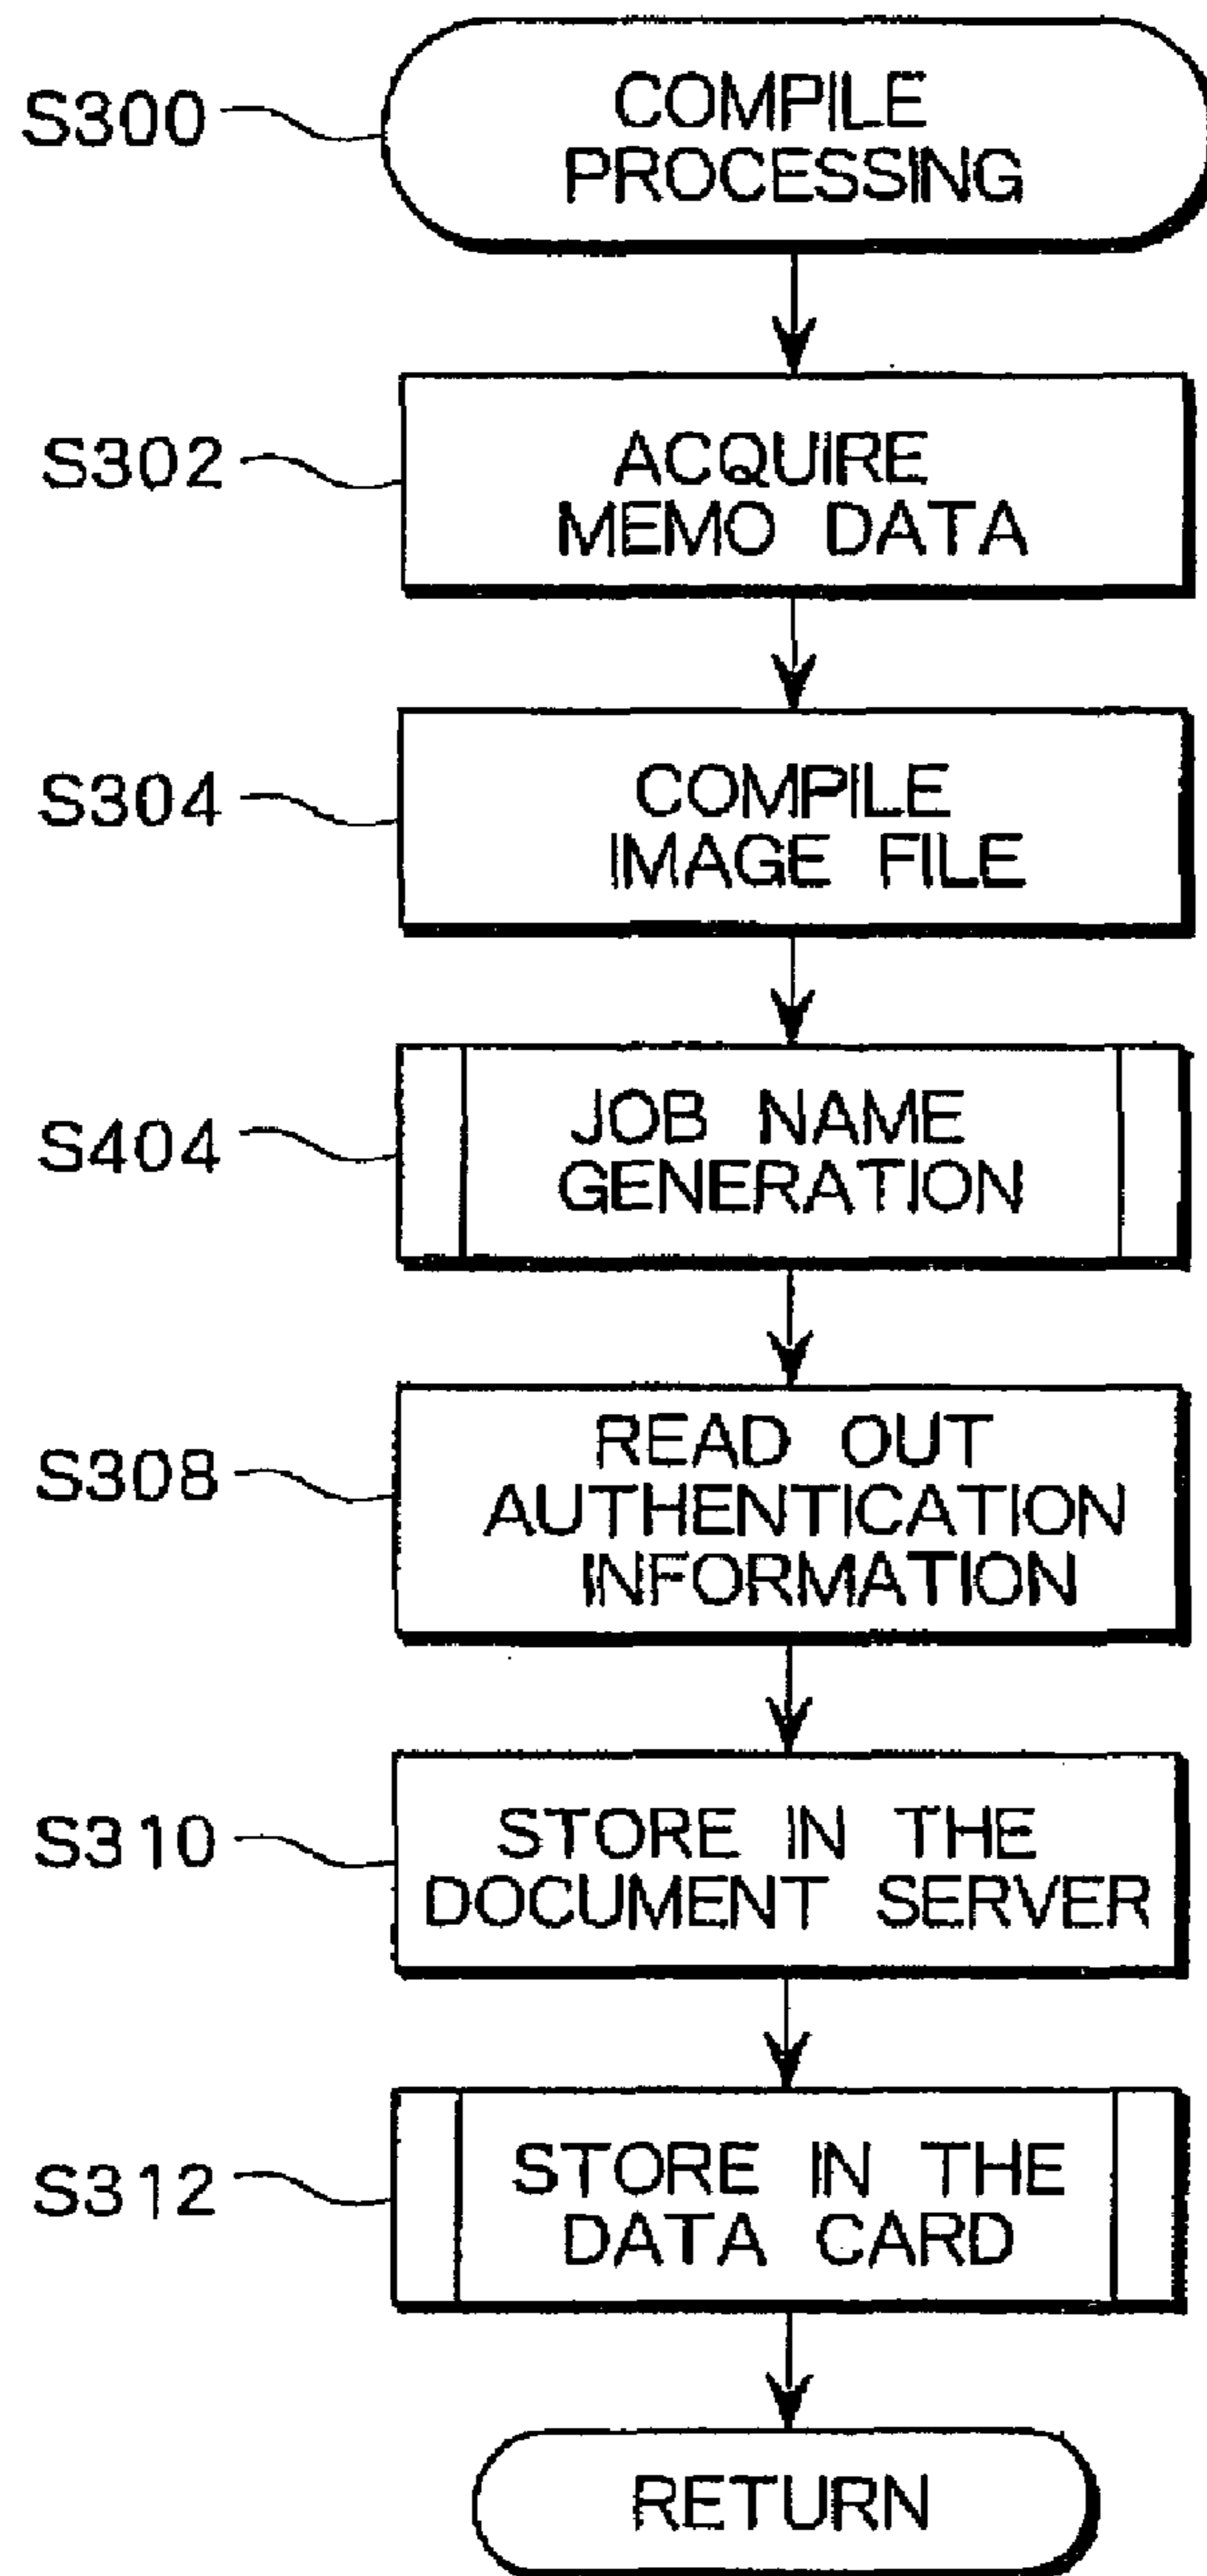 S300
COMPILE
PROCESSING
S302
ACQUIRE
MEMO DATA
S304
COMPILE
IMAGE FILE
S404
JOB NAME
GENERATION
S308
READ OUT
AUTHENTICATION
INFORMATION
S310
STORE IN THE
DOCUMENT SERVER
S312
STORE IN THE
DATA CARD
RETURN